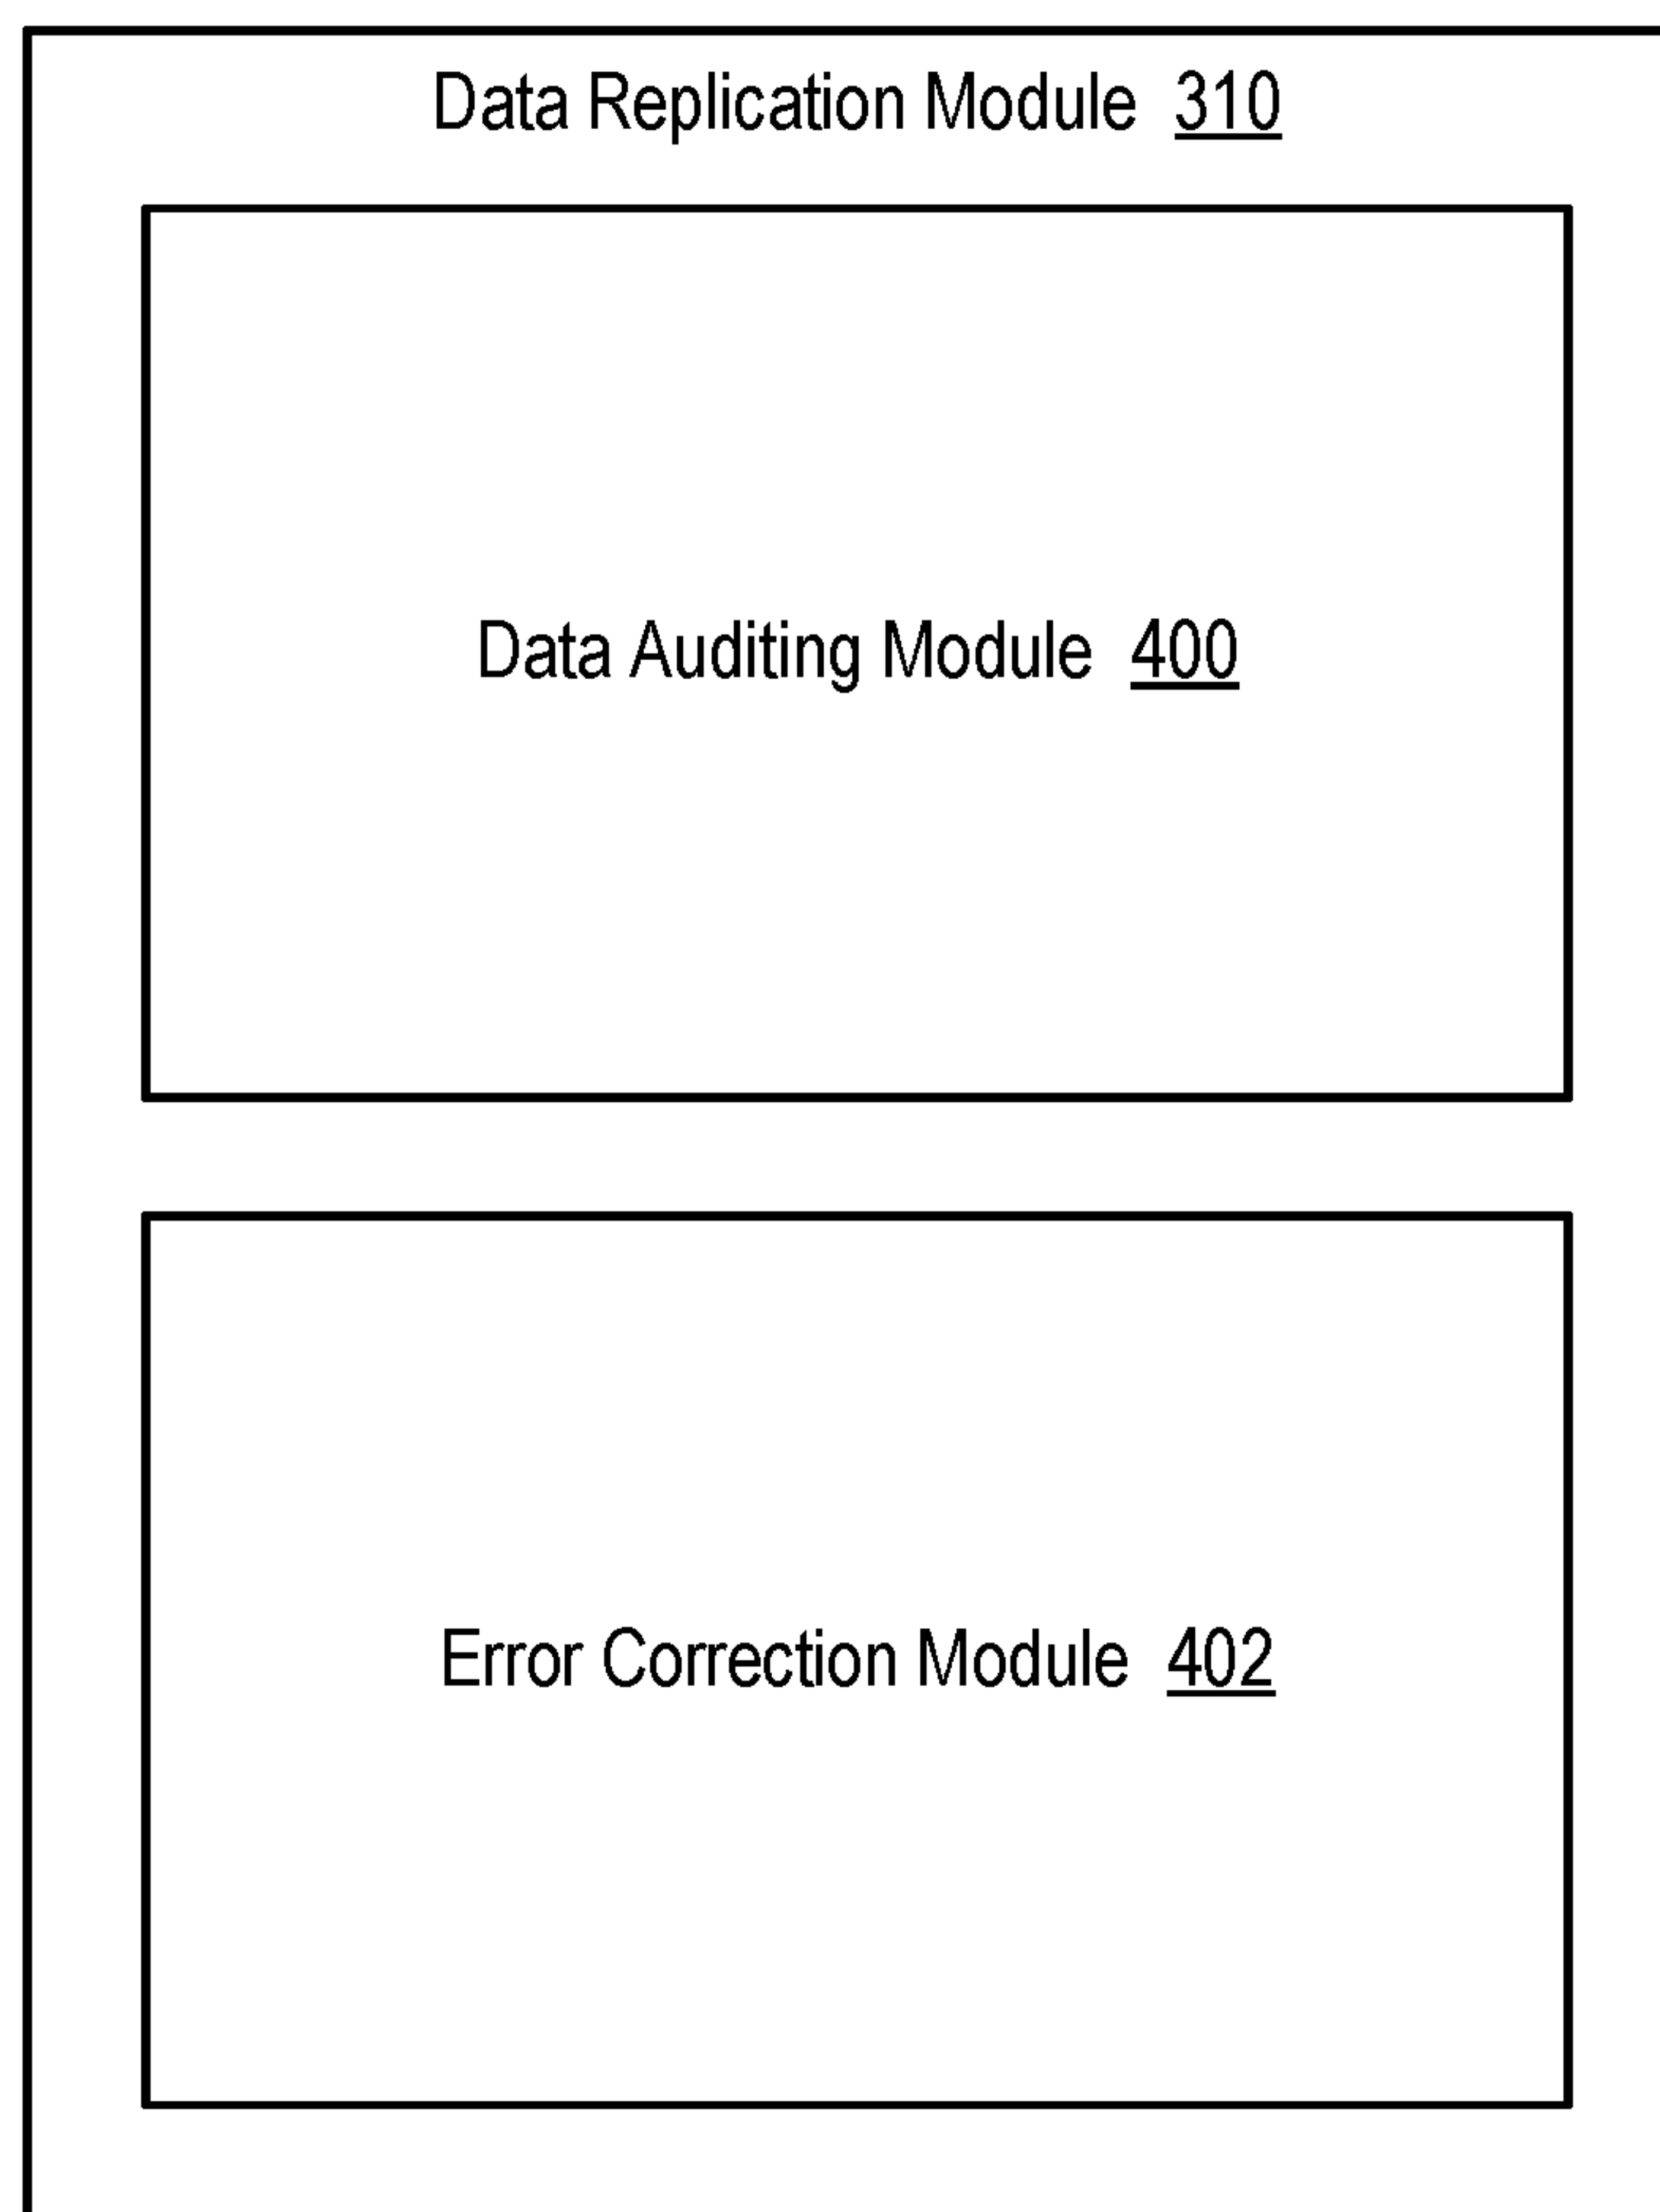 Data Replication Module 310
Data Auditing Module 400
Error Correction Module 402